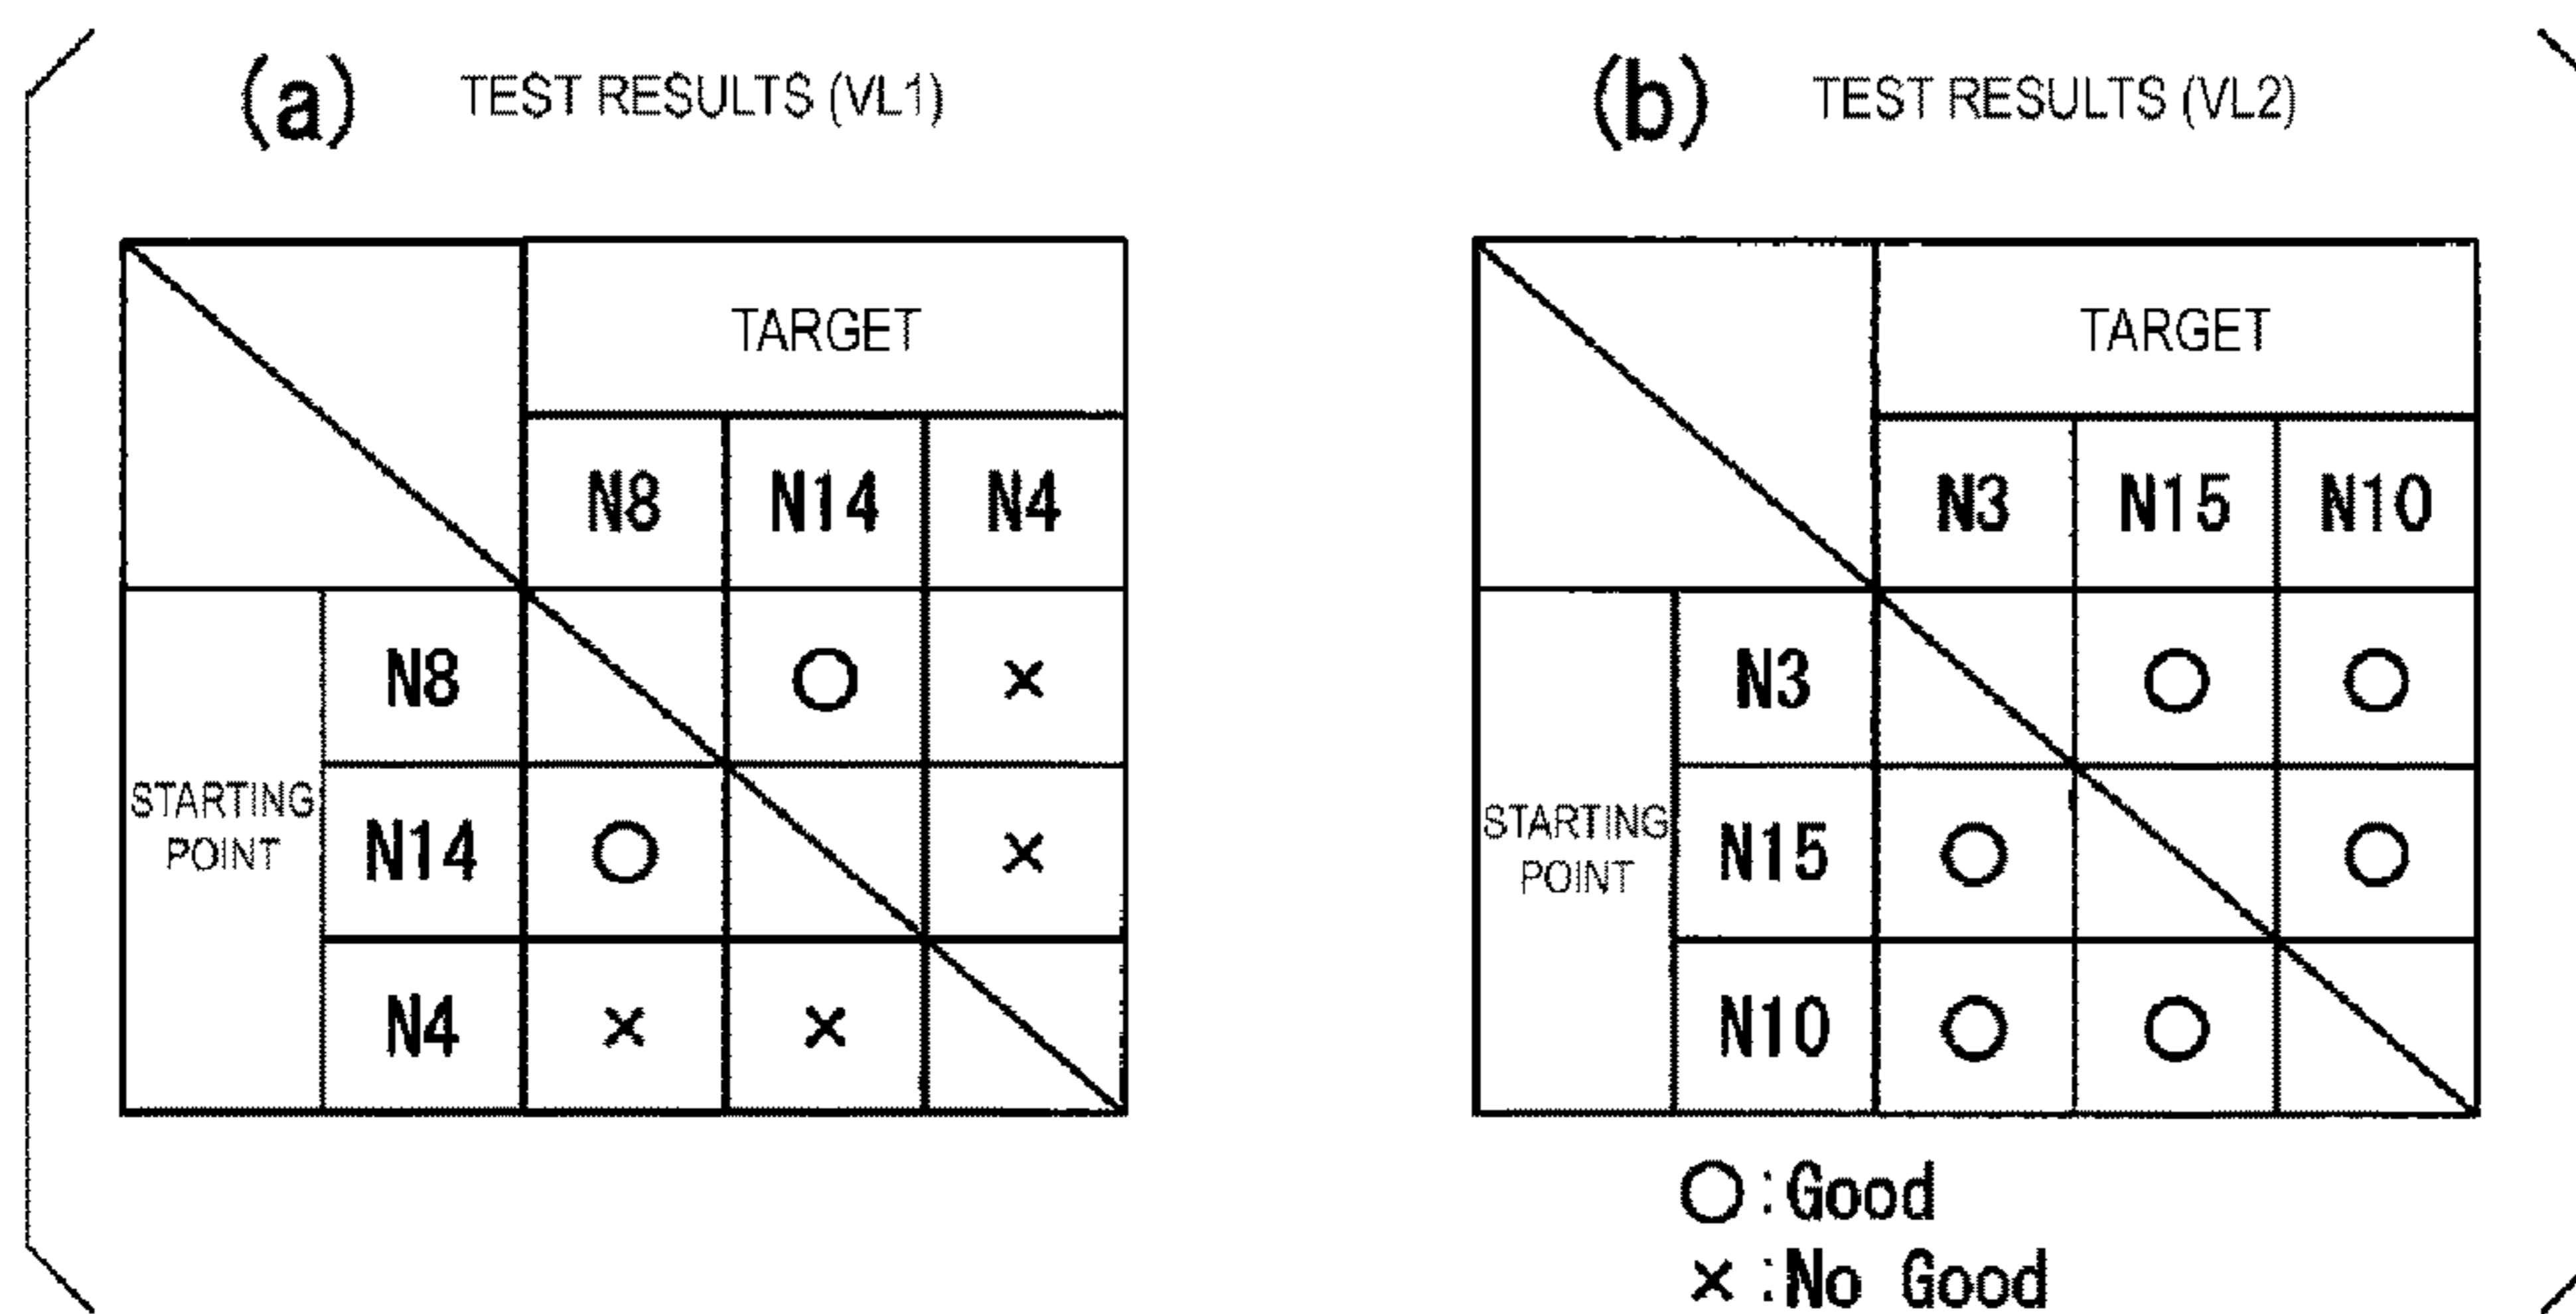 (a) TEST RESULTS (VL1)
TARGET
N8 N14 N4
STARTING
POINT
N8 ○ ×
N14 ○ ×
N4 × ×
(b) TEST RESULTS (VL2)
TARGET
N3 N15 N10
STARTING
POINT
N3 ○ ○
N15 ○ ○
N10 ○ ○
○:Good
×:No Good